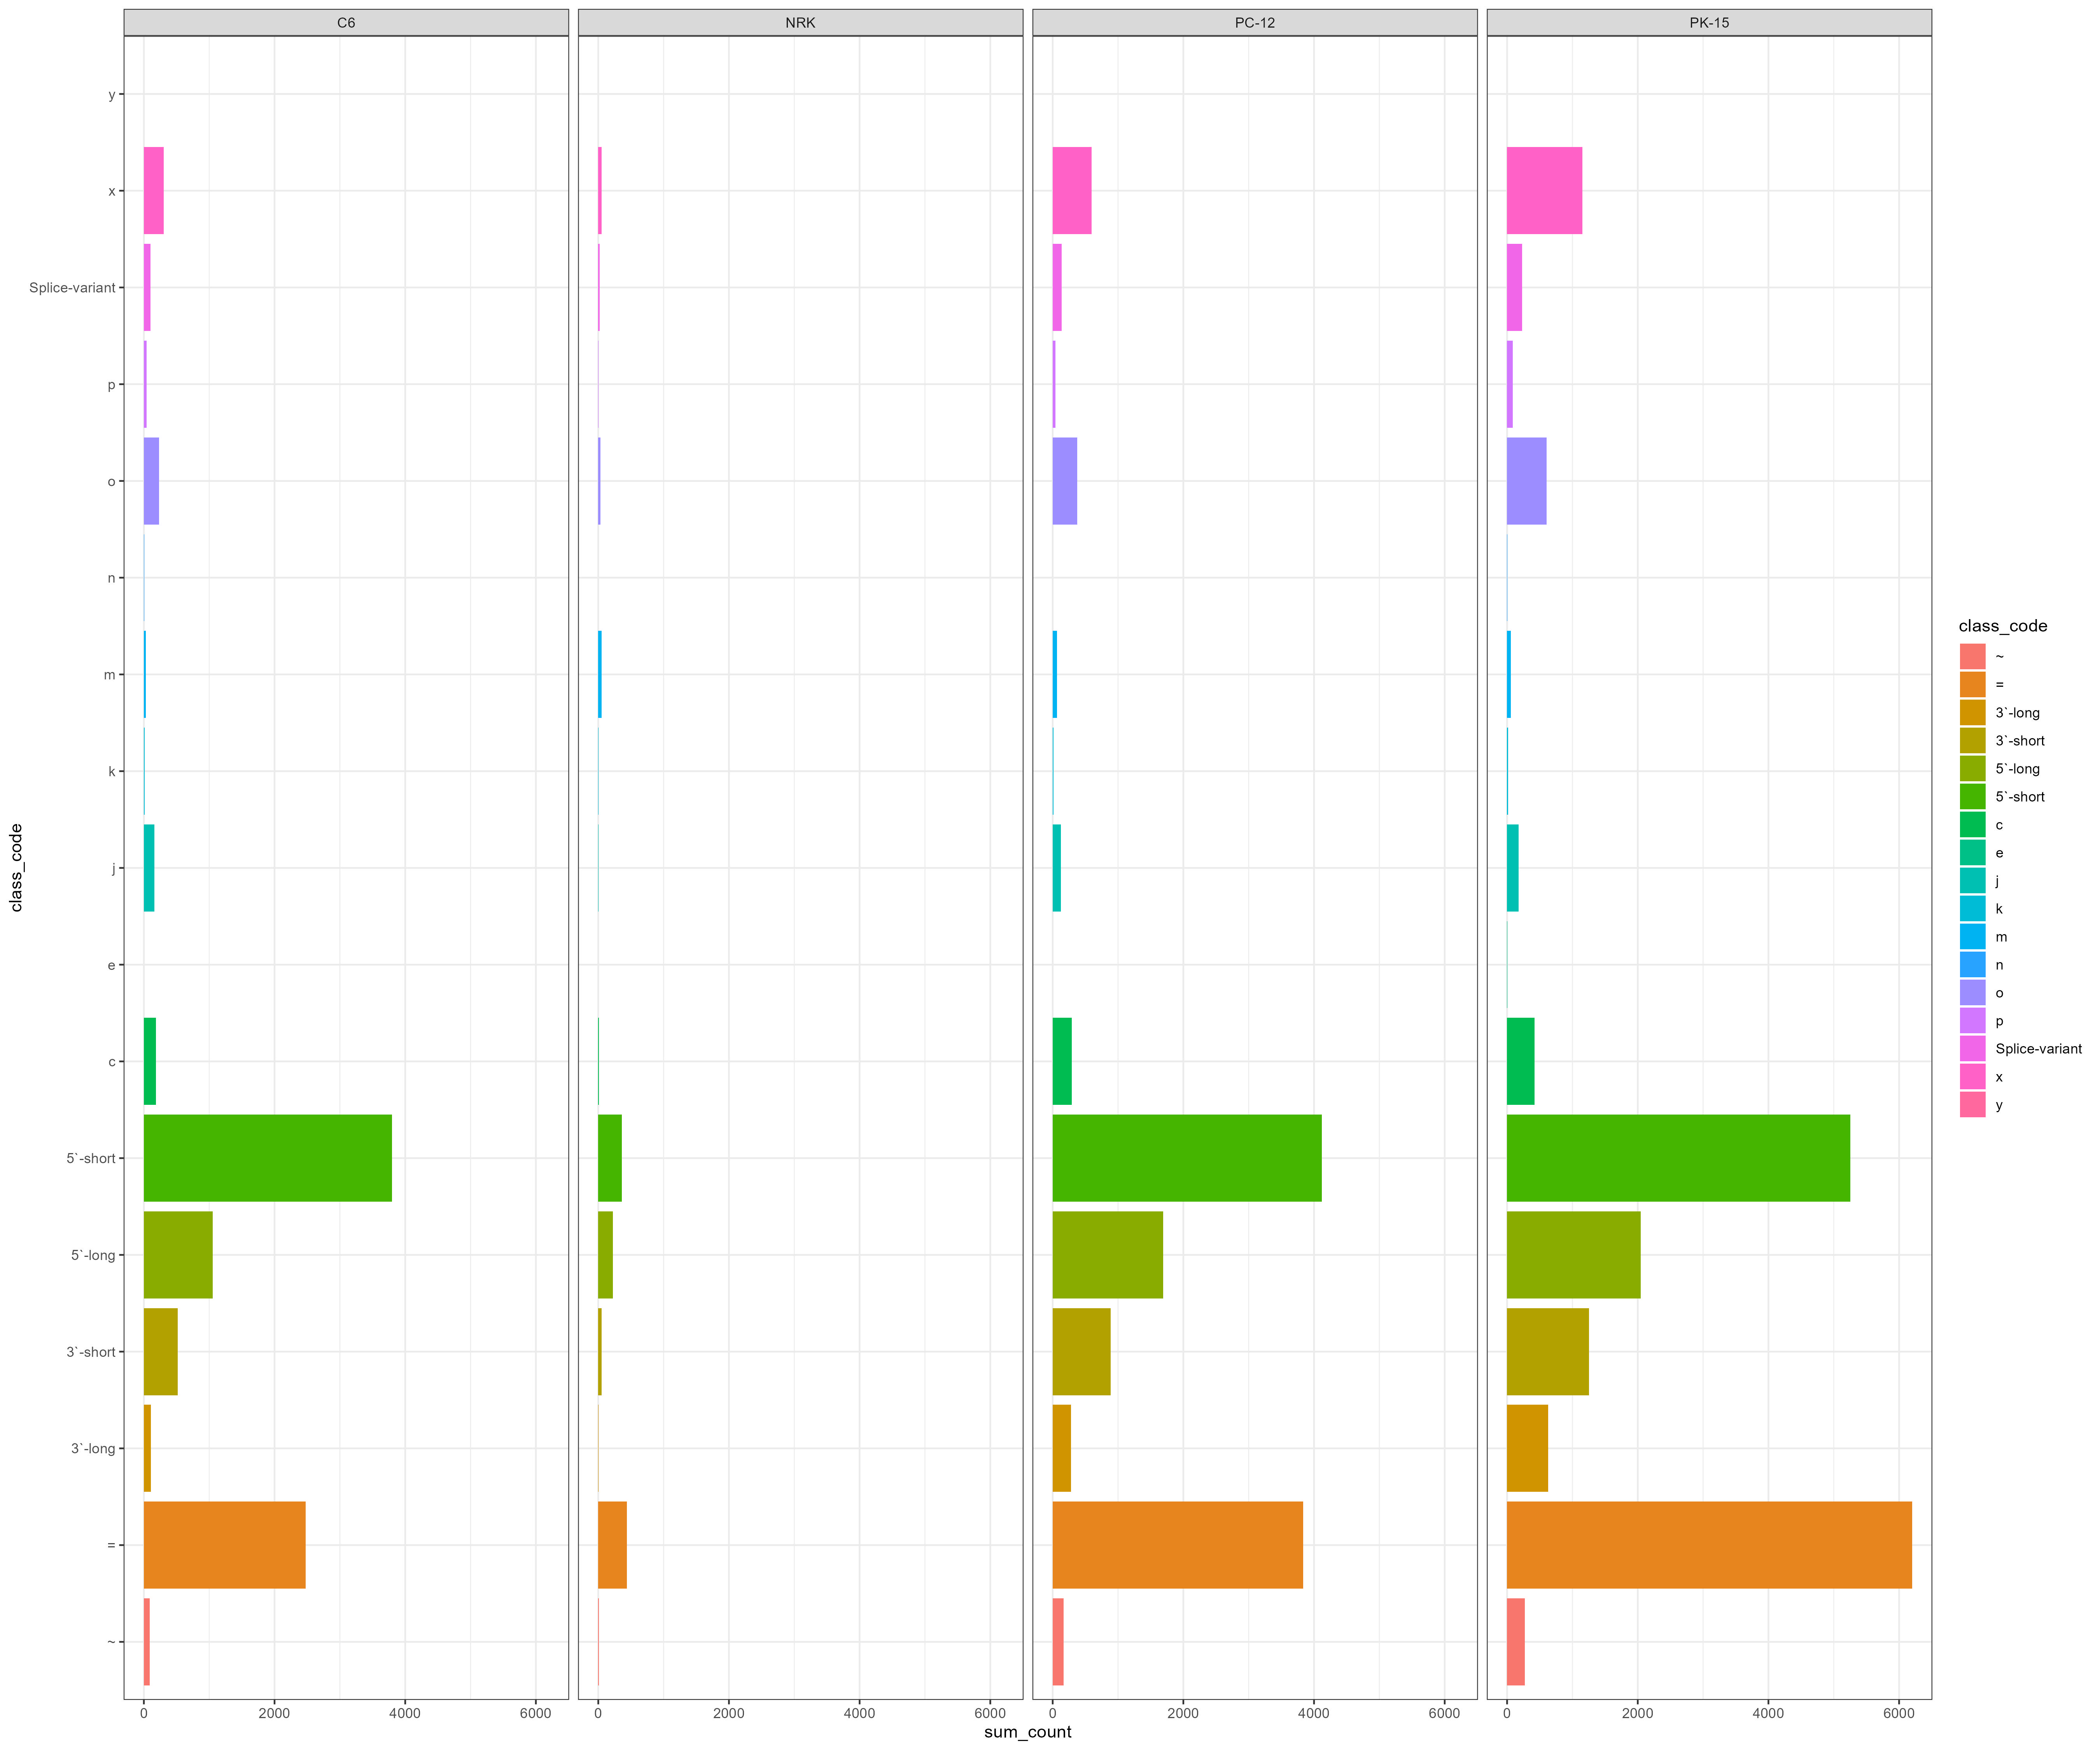 C6 NRK PC-12 PK-15
y
x
Splice-variant
p
o
n
m
k
j
e
c
5`-short
5`-long
3`-short
3`-long
=
~
class_code
0 2000 4000 6000 0 2000 4000 6000 0 2000 4000 6000 0 2000 4000 6000
sum_count
class_code
~
=
3`-long
3`-short
5`-long
5`-short
c
e
j
k
m
n
o
p
Splice-variant
x
y